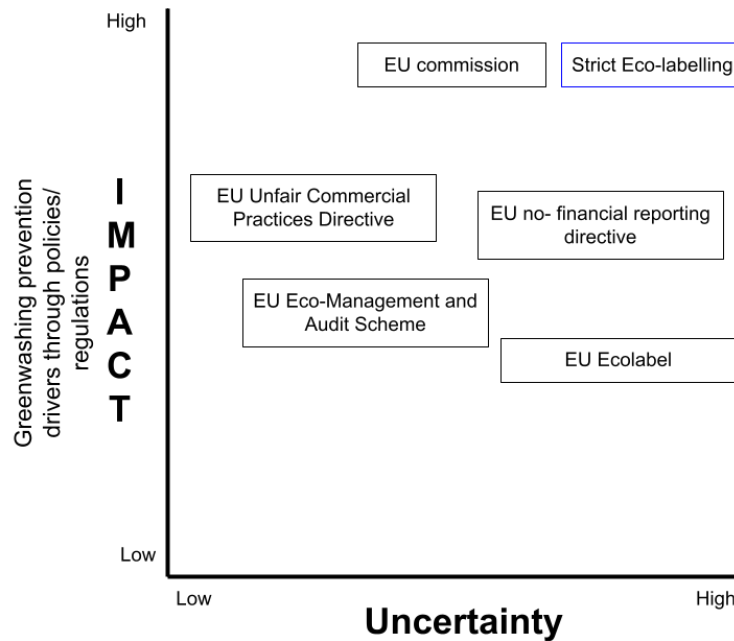 High
EU commission
Strict Eco-labelling
EU Unfair Commercial
Practices Directive
EU no- financial reporting
directive
EU Eco-Management and
Audit Scheme
EU Ecolabel
Greenwashing prevention
drivers through policies/
regulations
IMPACT
Low
Low
High
Uncertainty